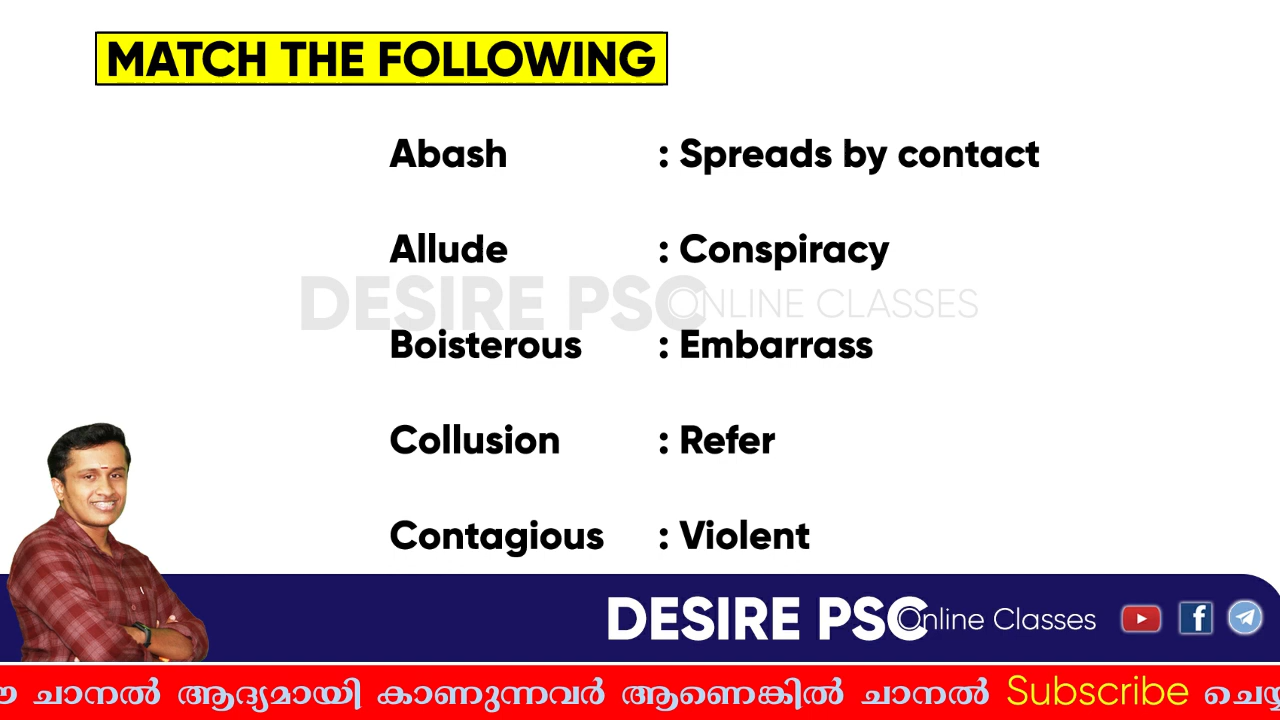 MATCH THE FOLLOWING
Abash : Spreads by contact
Allude : Conspiracy
DESIRE PSC ONLINE CLASSES
Boisterous : Embarrass
Collusion : Refer
Contagious : Violent
DESIRE PSC Online Classes
ചാനൽ ആദ്യമായി കാണുന്നവർ ആണെങ്കിൽ ചാനൽ Subscribe